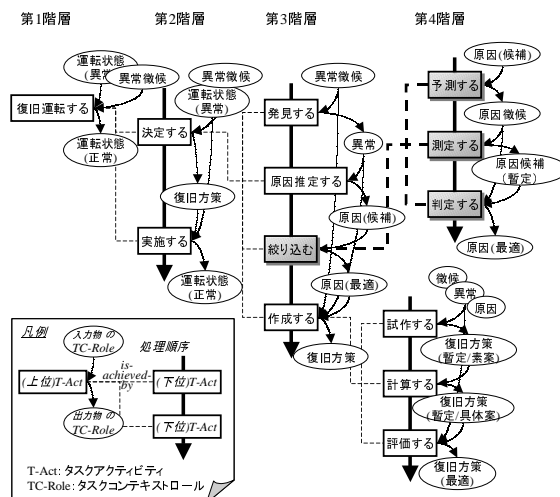 第1階層
第2階層
第3階層
第4階層
運転状態
(異常)
異常徴候
復旧運転する
運転状態
(正常)
異常徴候
運転状態
(異常)
決定する
復旧方策
実施する
運転状態
(正常)
異常徴候
発見する
異常
原因推定する
原因(候補)
絞り込む
原因(最適)
作成する
復旧方策
原因(候補)
予測する
原因徴候
測定する
原因候補
(暫定)
判定する
原因(最適)
徴候
異常
原因
試作する
復旧方策
(暫定/素案)
計算する
復旧方策
(暫定/具体案)
評価する
復旧方策
(最適)
凡例
入力物の
TC-Role
処理順序
is-
achieved-
by
(上位)T-Act
(下位)T-Act
出力物の
TC-Role
(下位)T-Act
T-Act: タスクアクティビティ
TC-Role: タスクコンテキストロール